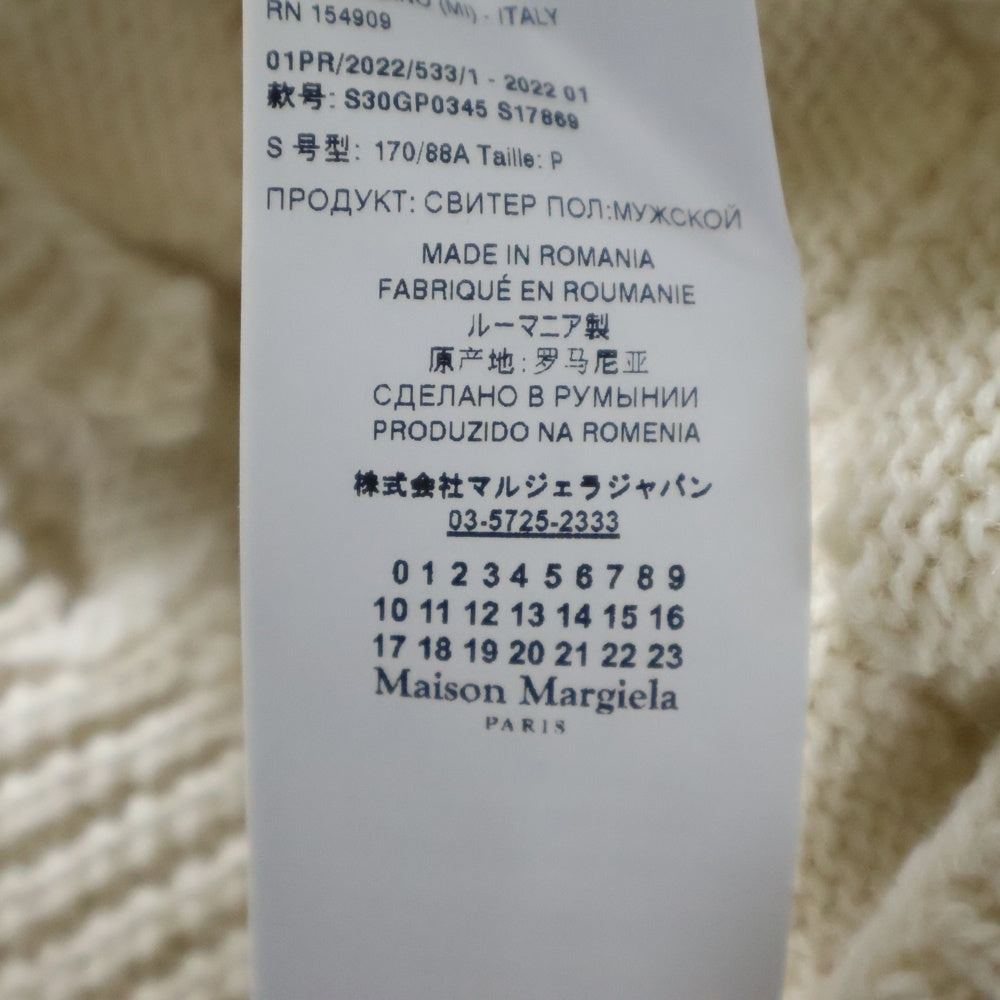 (MI) - ITALY
RN 154909
01PR/2022/533/1 - 2022 01
款号: S30GP0345 S17869
S 号型: 170/88A Taille: P
ПРОДУКТ: СВИТЕР ПОЛ:МУЖСКОЙ
MADE IN ROMANIA
FABRIQUÉ EN ROUMANIE
ルーマニア製
原产地: 罗马尼亚
СДЕЛАНО В РУМЫНИИ
PRODUZIDO NA ROMENIA
株式会社マルジェラジャパン
03-5725-2333
0 1 2 3 4 5 6 7 8 9
10 11 12 13 14 15 16
17 18 19 20 21 22 23
Maison Margiela
PARIS